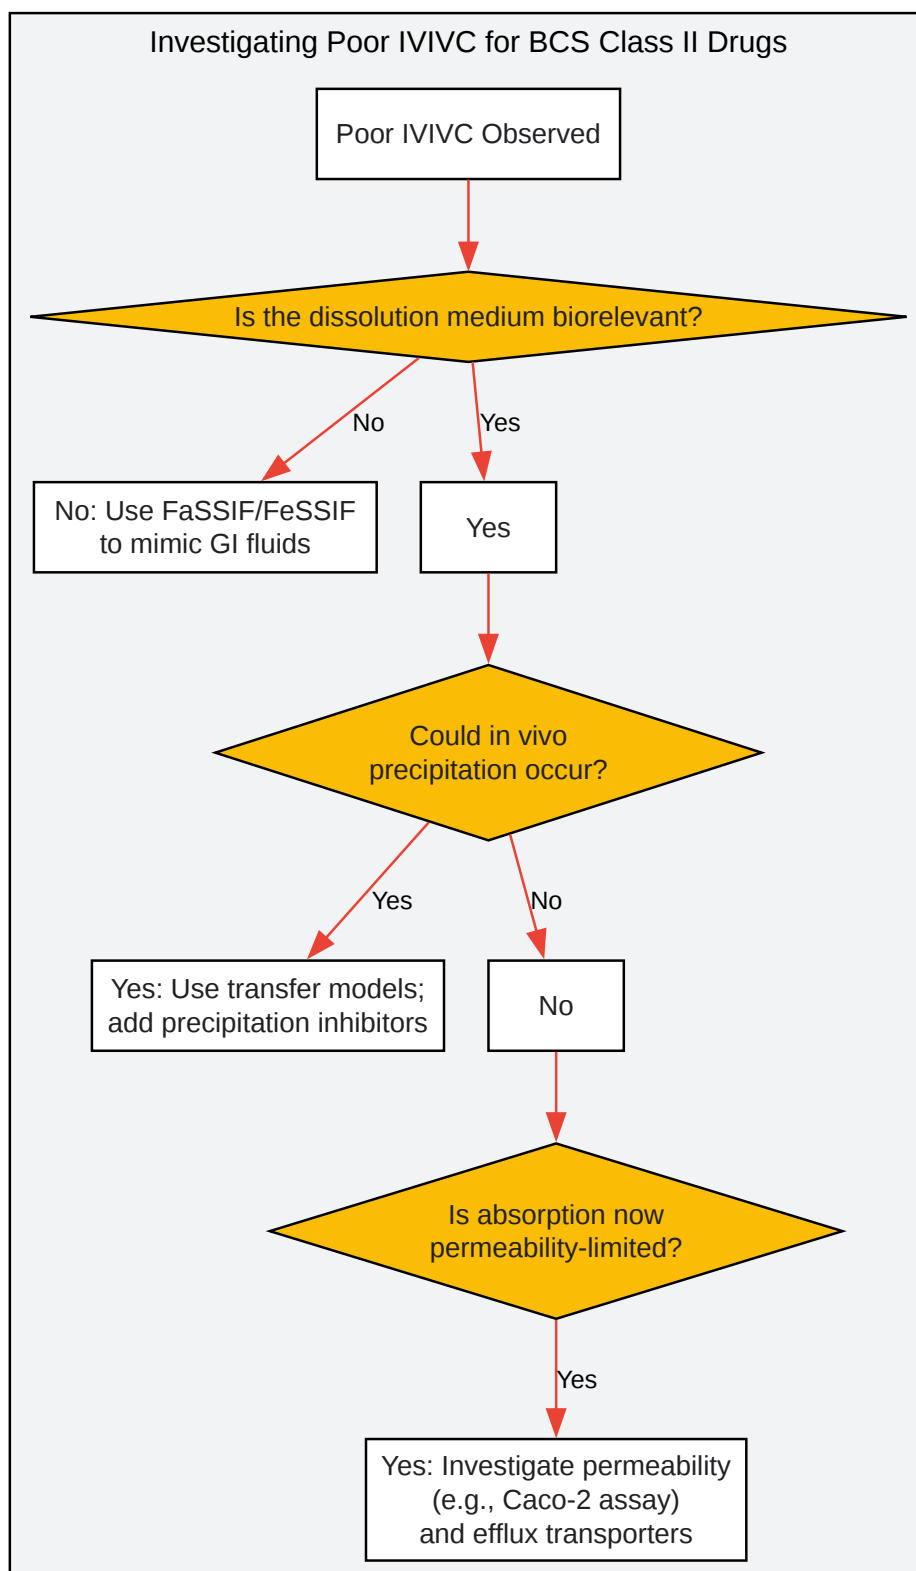 Investigating Poor IVIVC for BCS Class II Drugs
Poor IVIVC Observed
Is the dissolution medium biorelevant?
No
Yes
No: Use FaSSIF/FeSSIF
to mimic GI fluids
Yes
Could in vivo
precipitation occur?
Yes
No
Yes: Use transfer models;
add precipitation inhibitors
No
Is absorption now
permeability-limited?
Yes
Yes: Investigate permeability
(e.g., Caco-2 assay)
and efflux transporters